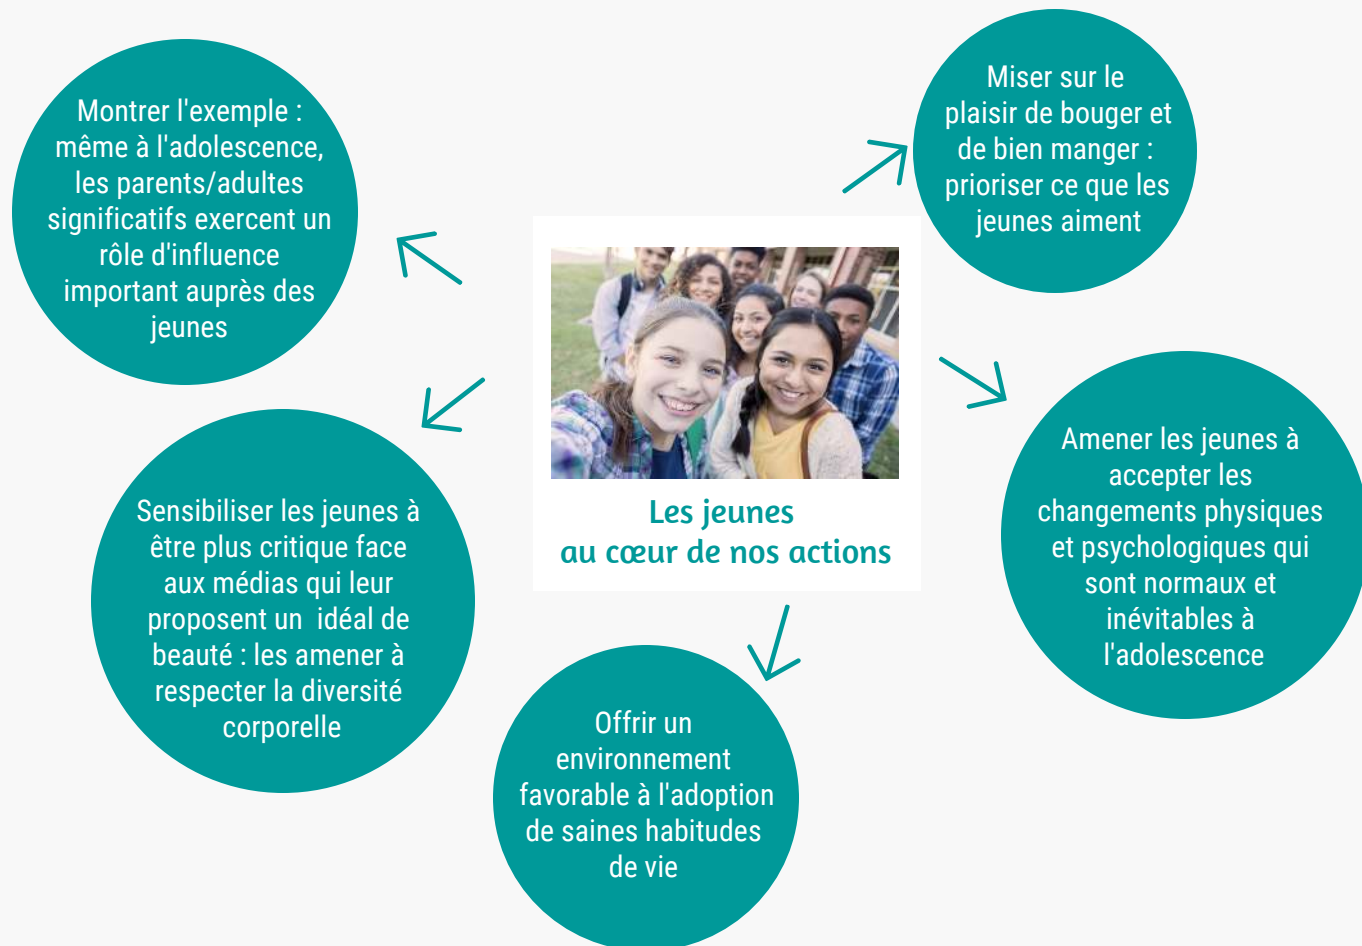 Montrer l'exemple :
même à l'adolescence,
les parents/adultes
significatifs exercent un
rôle d'influence
important auprès des
jeunes
Miser sur le
plaisir de bouger et
de bien manger :
prioriser ce que les
jeunes aiment
Les jeunes
au cœur de nos actions
Sensibiliser les jeunes à
être plus critique face
aux médias qui leur
proposent un  idéal de
beauté : les amener à
respecter la diversité
corporelle
Amener les jeunes à
accepter les
changements physiques
et psychologiques qui
sont normaux et
inévitables à
l'adolescence
Offrir un
environnement
favorable à l'adoption
de saines habitudes
de vie